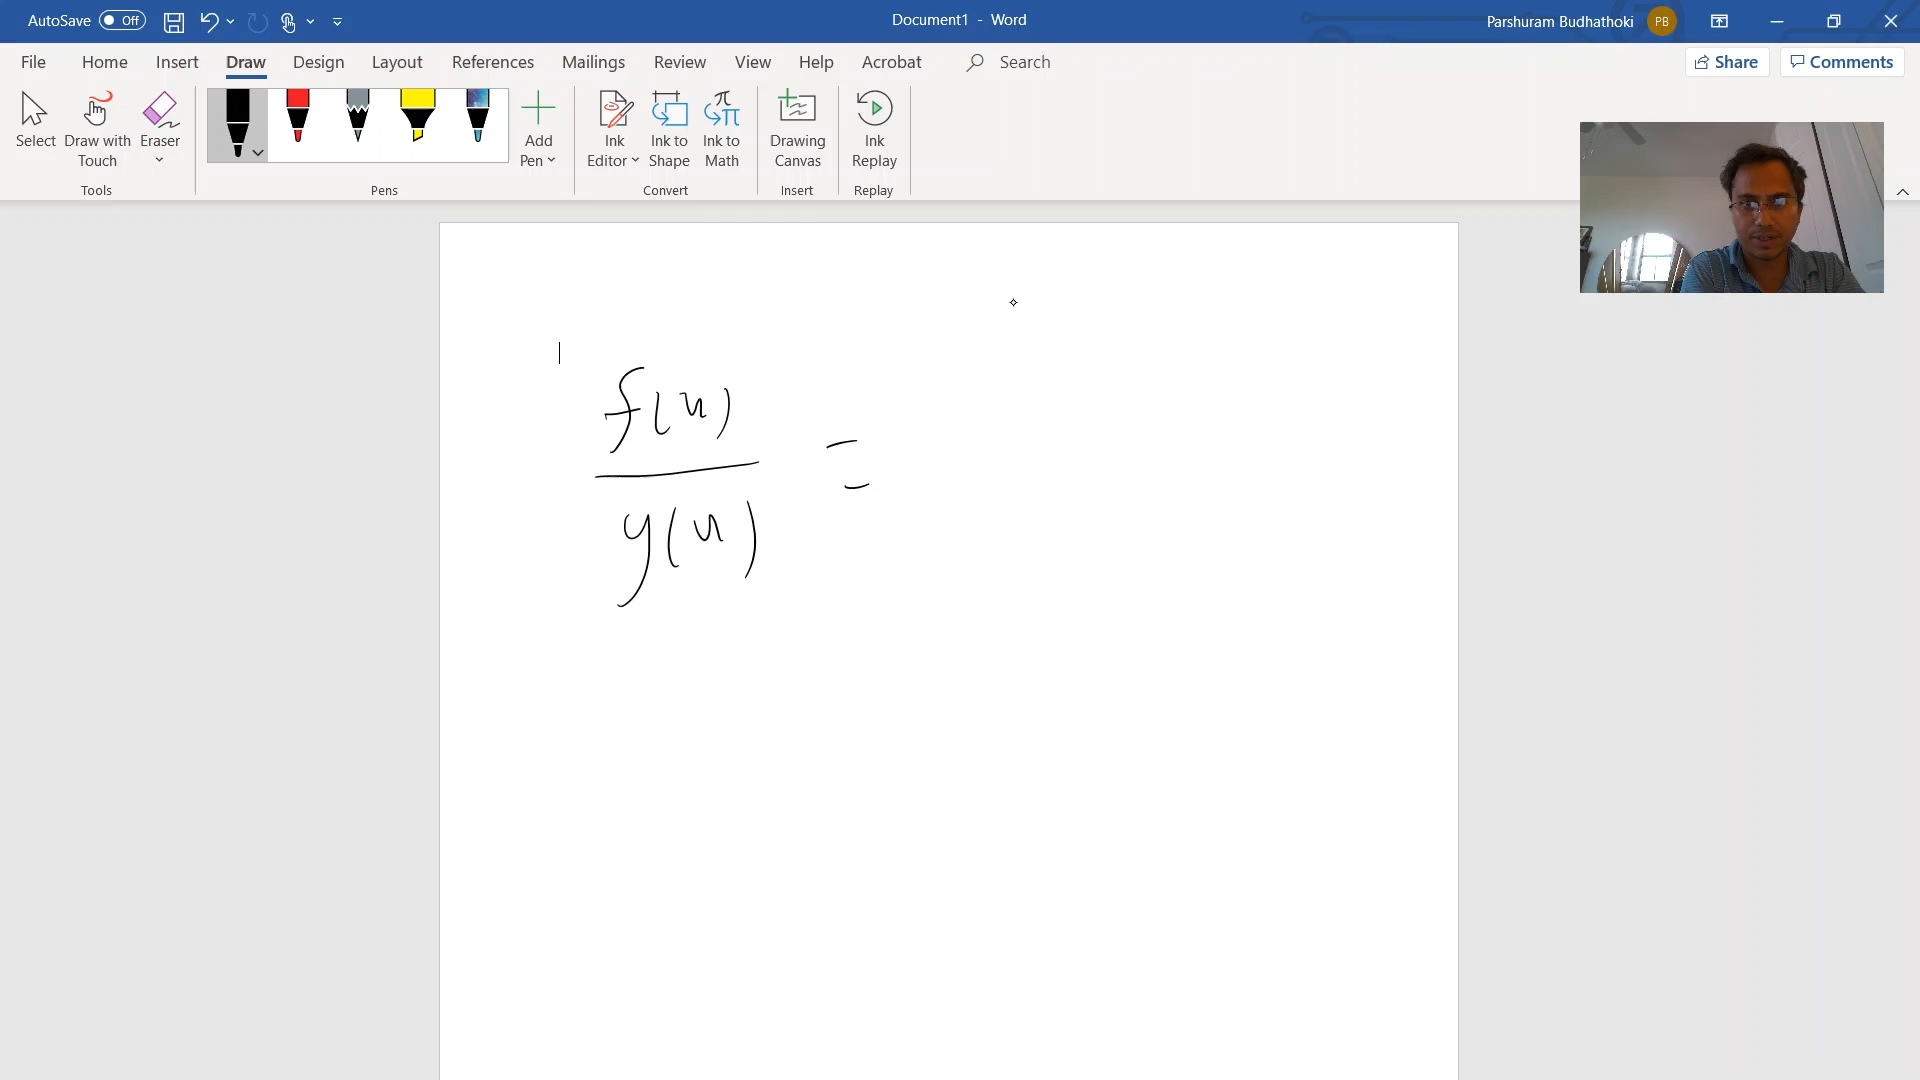 AutoSave Off Document1 - Word Parshuram Budhathoki PB
File Home Insert Draw Design Layout References Mailings Review View Help Acrobat Search Share Comments
Select Draw with Touch Eraser Add Pen Ink Editor Ink to Shape Ink to Math Drawing Canvas Ink Replay
Tools Pens Convert Insert Replay
f(x)
=
g(x)